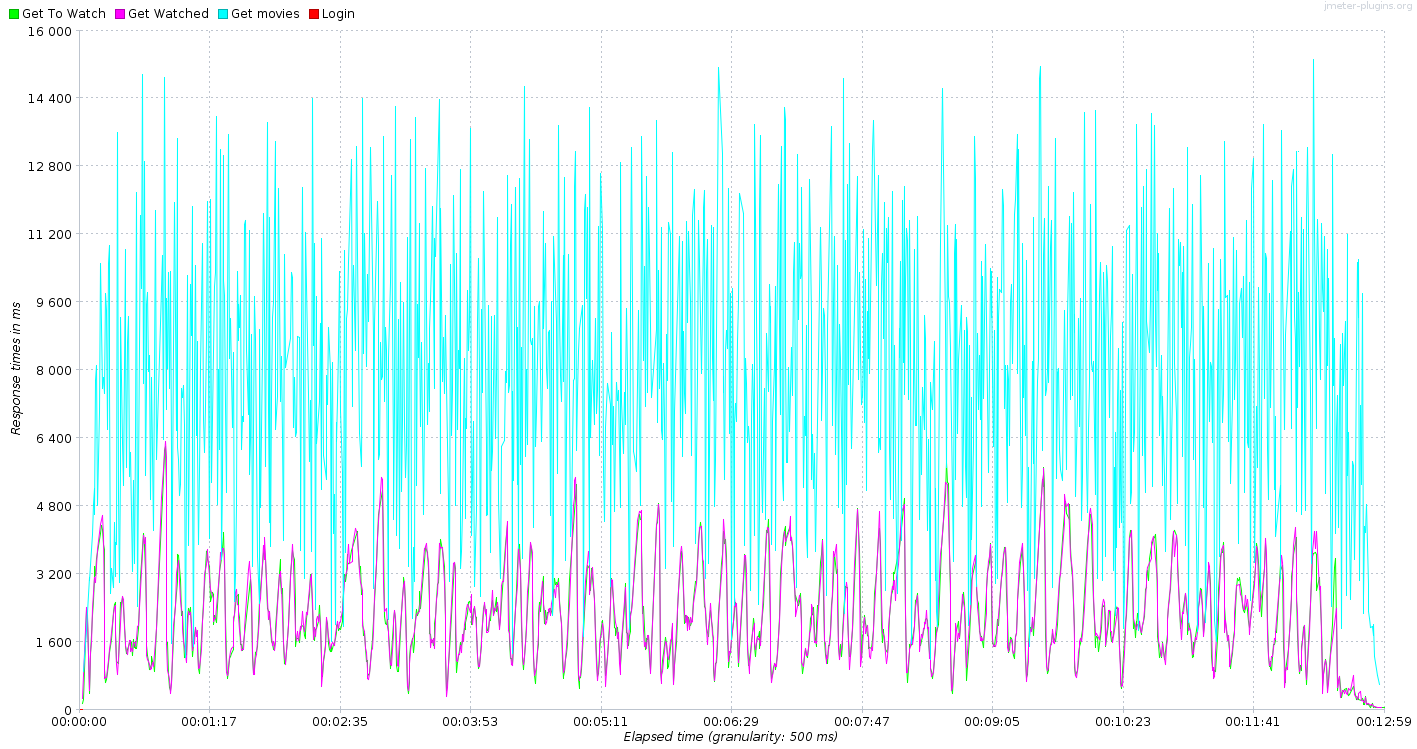 Get To Watch Get Watched Get movies Login
jmeter-plugins.org
16 000
14 400
12 800
11 200
9 600
8 000
6 400
4 800
3 200
1 600
0
Response times in ms
00:00:00 00:01:17 00:02:35 00:03:53 00:05:11 00:06:29 00:07:47 00:09:05 00:10:23 00:11:41 00:12:59
Elapsed time (granularity: 500 ms)